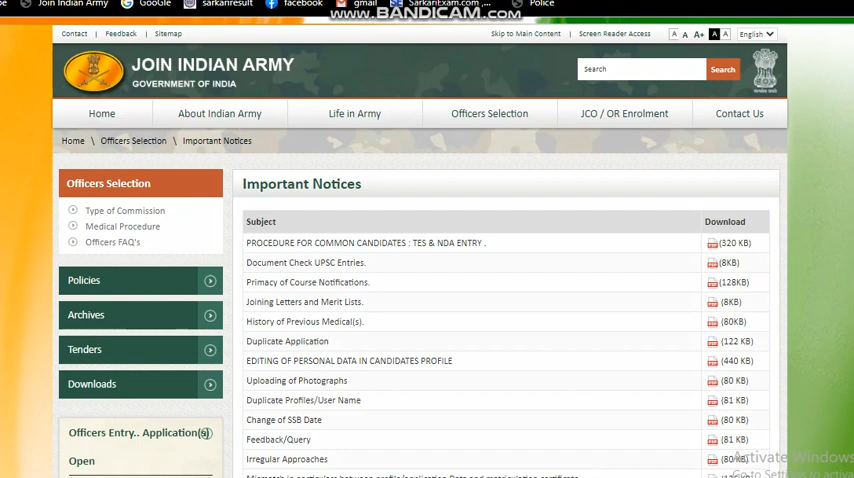 Join Indian Army GooGle sarkariresult facebook gmail SarkariExam.com ,... Police
www.BANDICAM.com
Contact Feedback Sitemap Skip to Main Content Screen Reader Access A A A+ A A English
JOIN INDIAN ARMY
GOVERNMENT OF INDIA
Search Search
Home About Indian Army Life in Army Officers Selection JCO / OR Enrolment Contact Us
Home \ Officers Selection \ Important Notices
Officers Selection
Type of Commission
Medical Procedure
Officers FAQ's
Policies
Archives
Tenders
Downloads
Officers Entry.. Application(s)
Open
Important Notices
Subject Download
PROCEDURE FOR COMMON CANDIDATES : TES & NDA ENTRY . (320 KB)
Document Check UPSC Entries. (8KB)
Primacy of Course Notifications. (128KB)
Joining Letters and Merit Lists. (8KB)
History of Previous Medical(s). (80KB)
Duplicate Application (122 KB)
EDITING OF PERSONAL DATA IN CANDIDATES PROFILE (440 KB)
Uploading of Photographs (80 KB)
Duplicate Profiles/User Name (81 KB)
Change of SSB Date (80 KB)
Feedback/Query (81 KB)
Irregular Approaches (80 KB)
Activate Windows